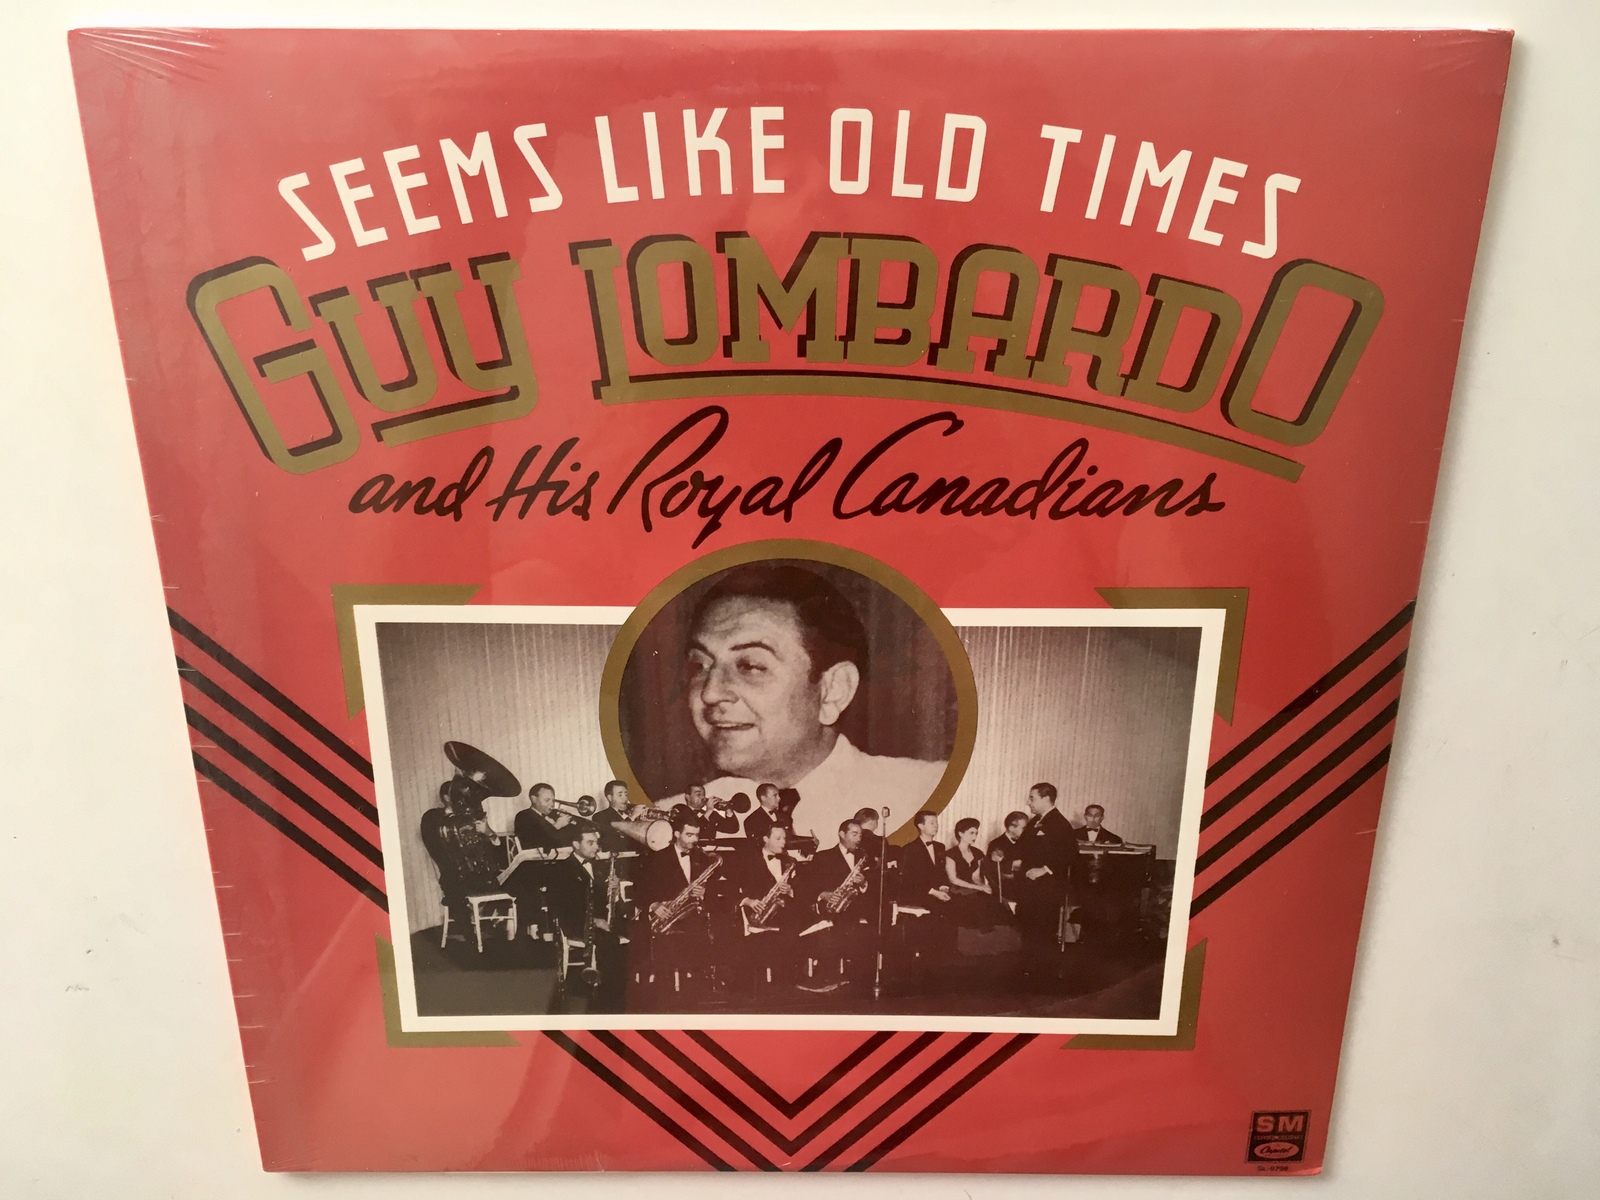 SEEMS LIKE OLD TIMES
GUY LOMBARDO
and His Royal Canadians
SM
Capitol